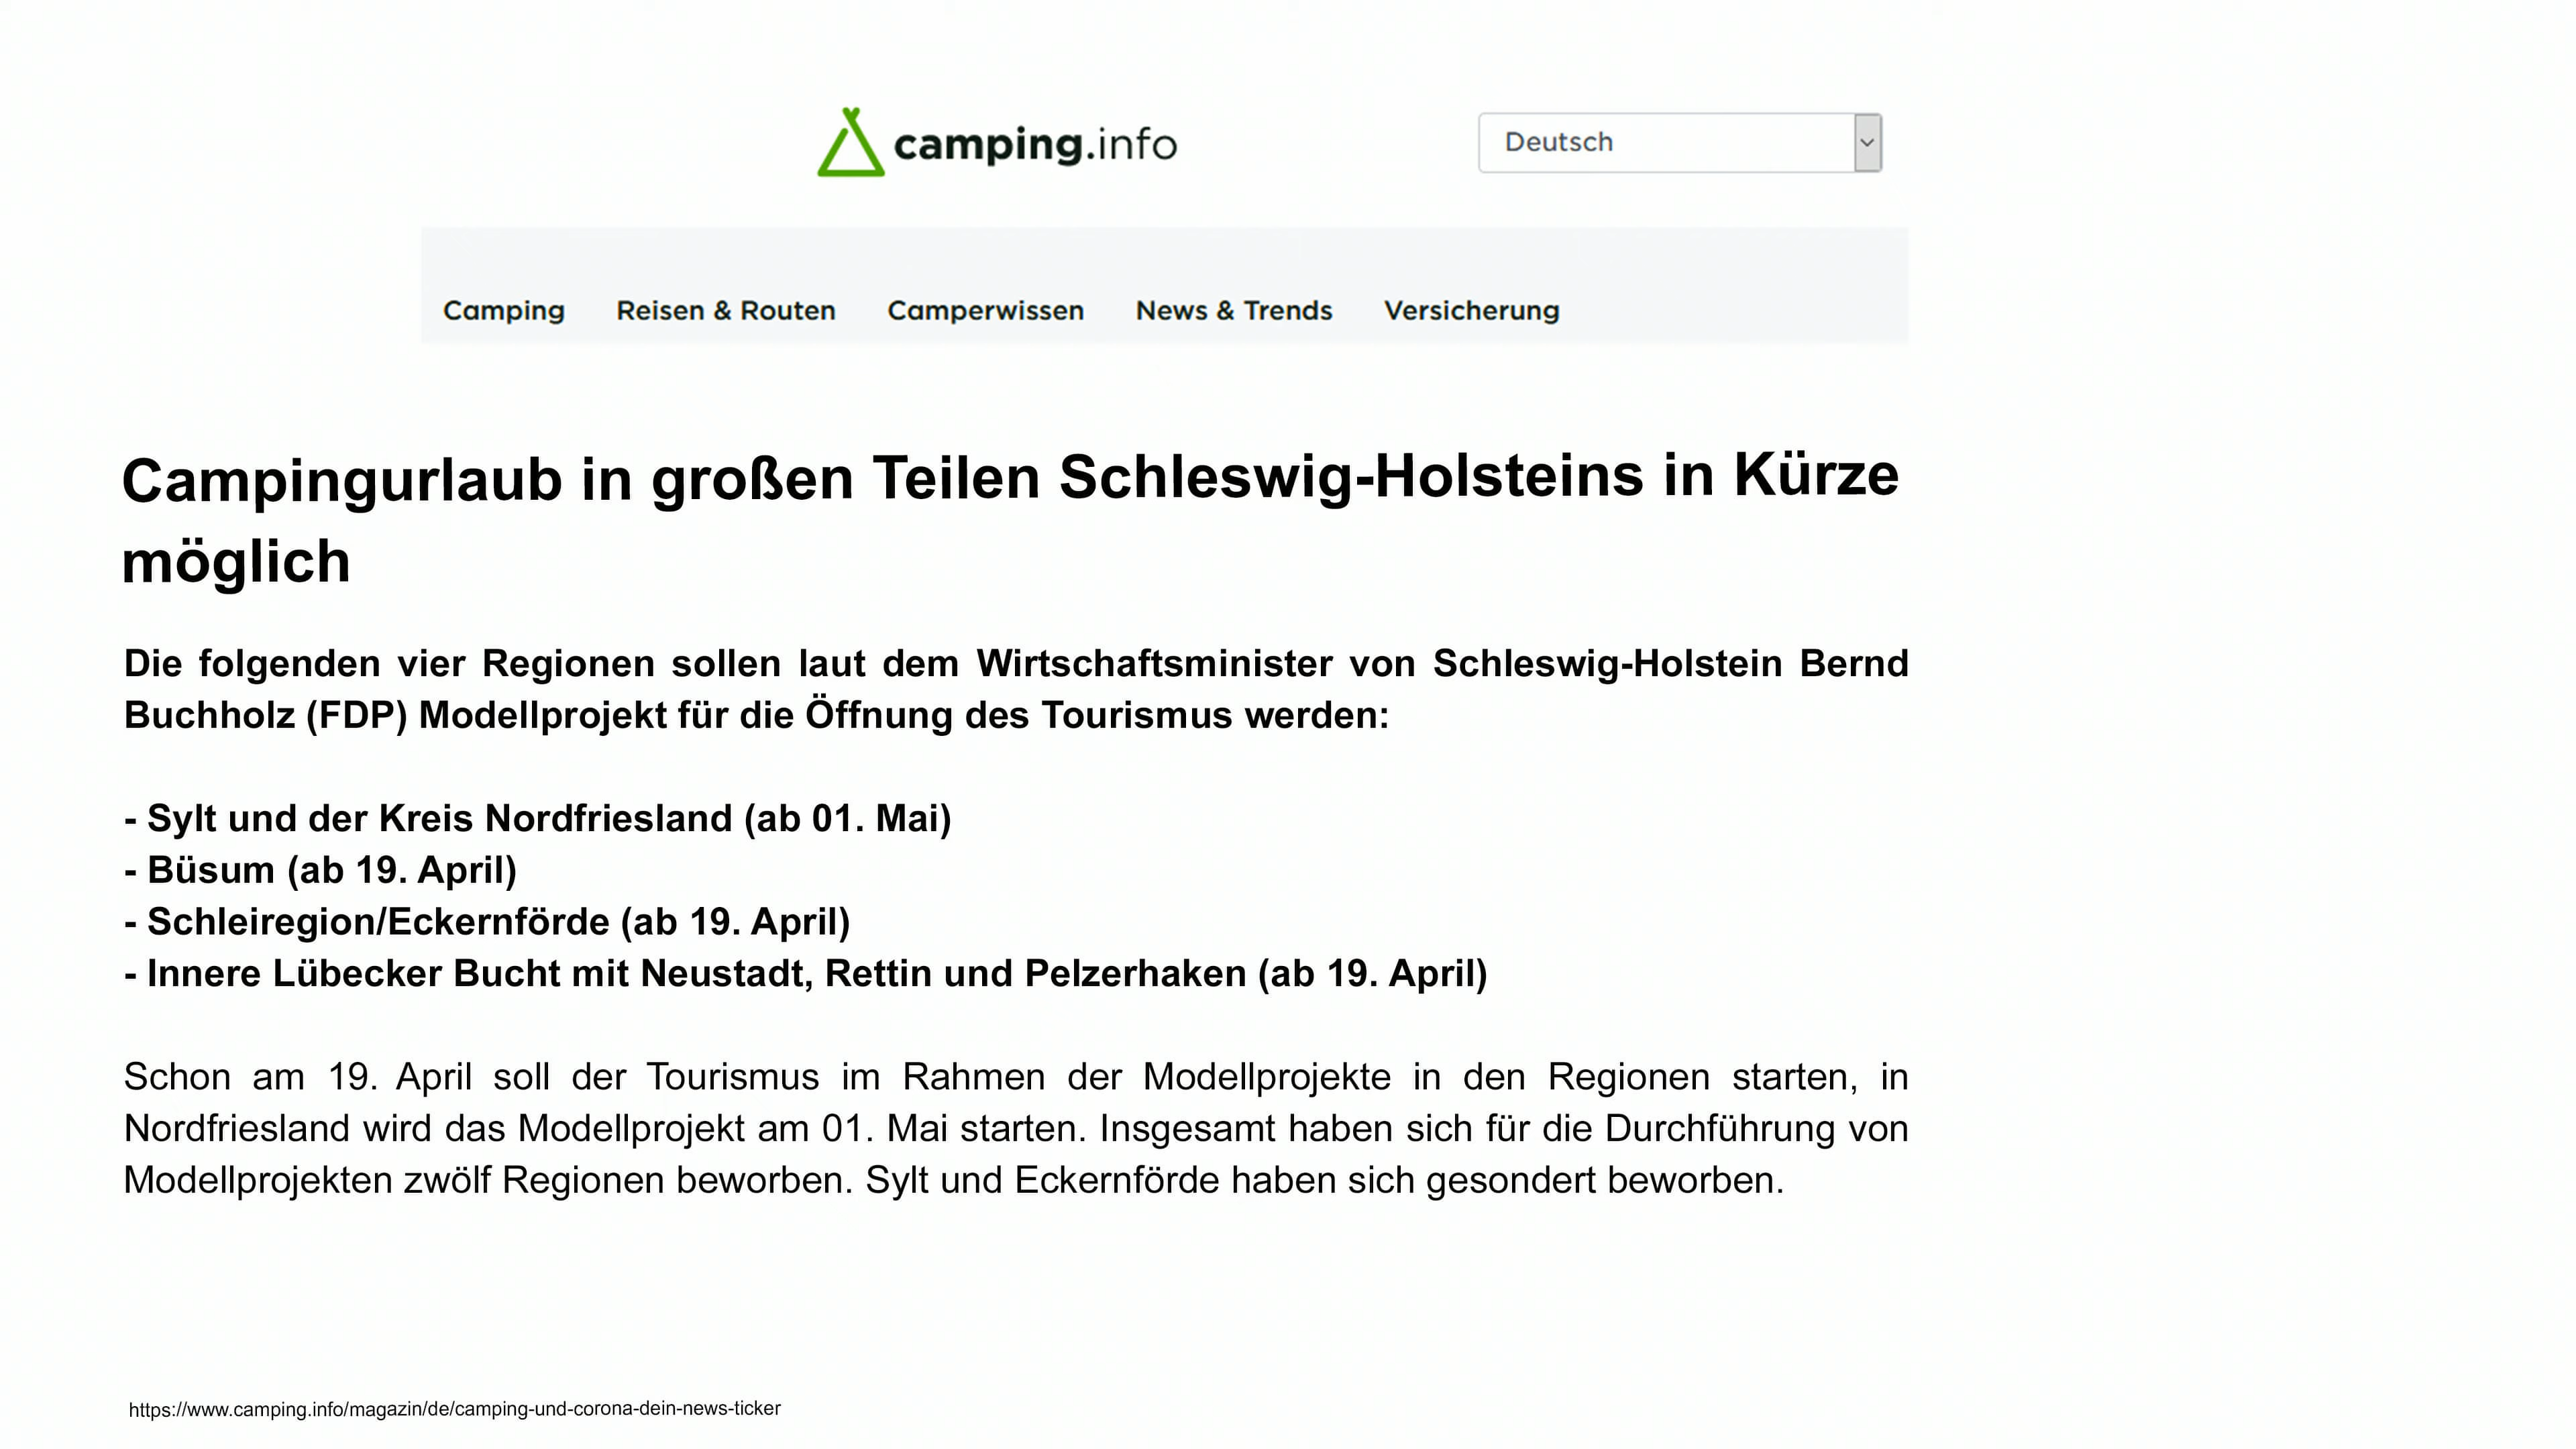 camping.info
Deutsch
Camping Reisen & Routen Camperwissen News & Trends Versicherung
Campingurlaub in großen Teilen Schleswig-Holsteins in Kürze
möglich
Die folgenden vier Regionen sollen laut dem Wirtschaftsminister von Schleswig-Holstein Bernd
Buchholz (FDP) Modellprojekt für die Öffnung des Tourismus werden:
- Sylt und der Kreis Nordfriesland (ab 01. Mai)
- Büsum (ab 19. April)
- Schleiregion/Eckernförde (ab 19. April)
- Innere Lübecker Bucht mit Neustadt, Rettin und Pelzerhaken (ab 19. April)
Schon am 19. April soll der Tourismus im Rahmen der Modellprojekte in den Regionen starten, in
Nordfriesland wird das Modellprojekt am 01. Mai starten. Insgesamt haben sich für die Durchführung von
Modellprojekten zwölf Regionen beworben. Sylt und Eckernförde haben sich gesondert beworben.
https://www.camping.info/magazin/de/camping-und-corona-dein-news-ticker